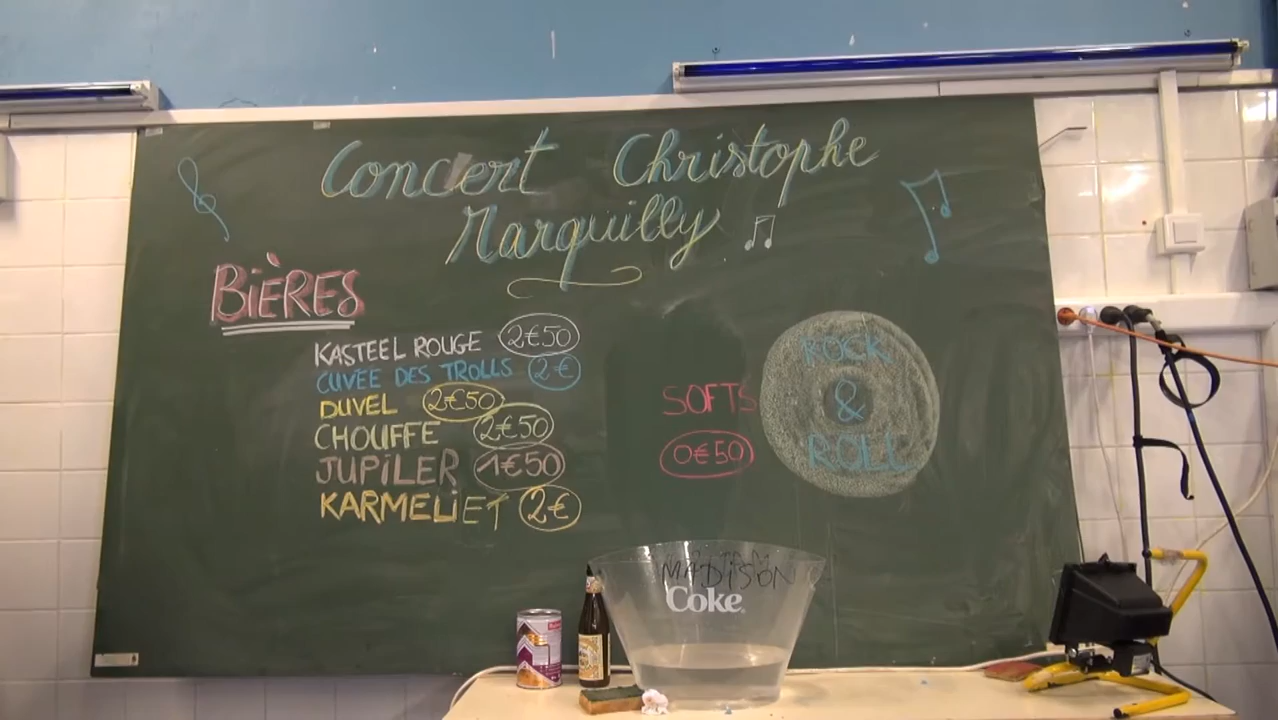 Concert Christophe
Marquilly
BIÈRES
KASTEEL ROUGE 2€50
CUVÉE DES TROLLS 2€
DUVEL 2€50
CHOUFFE 2€50
JUPILER 1€50
KARMELIET 2€
SOFTS
0€50
ROCK
&
ROLL
MADISON
Coke